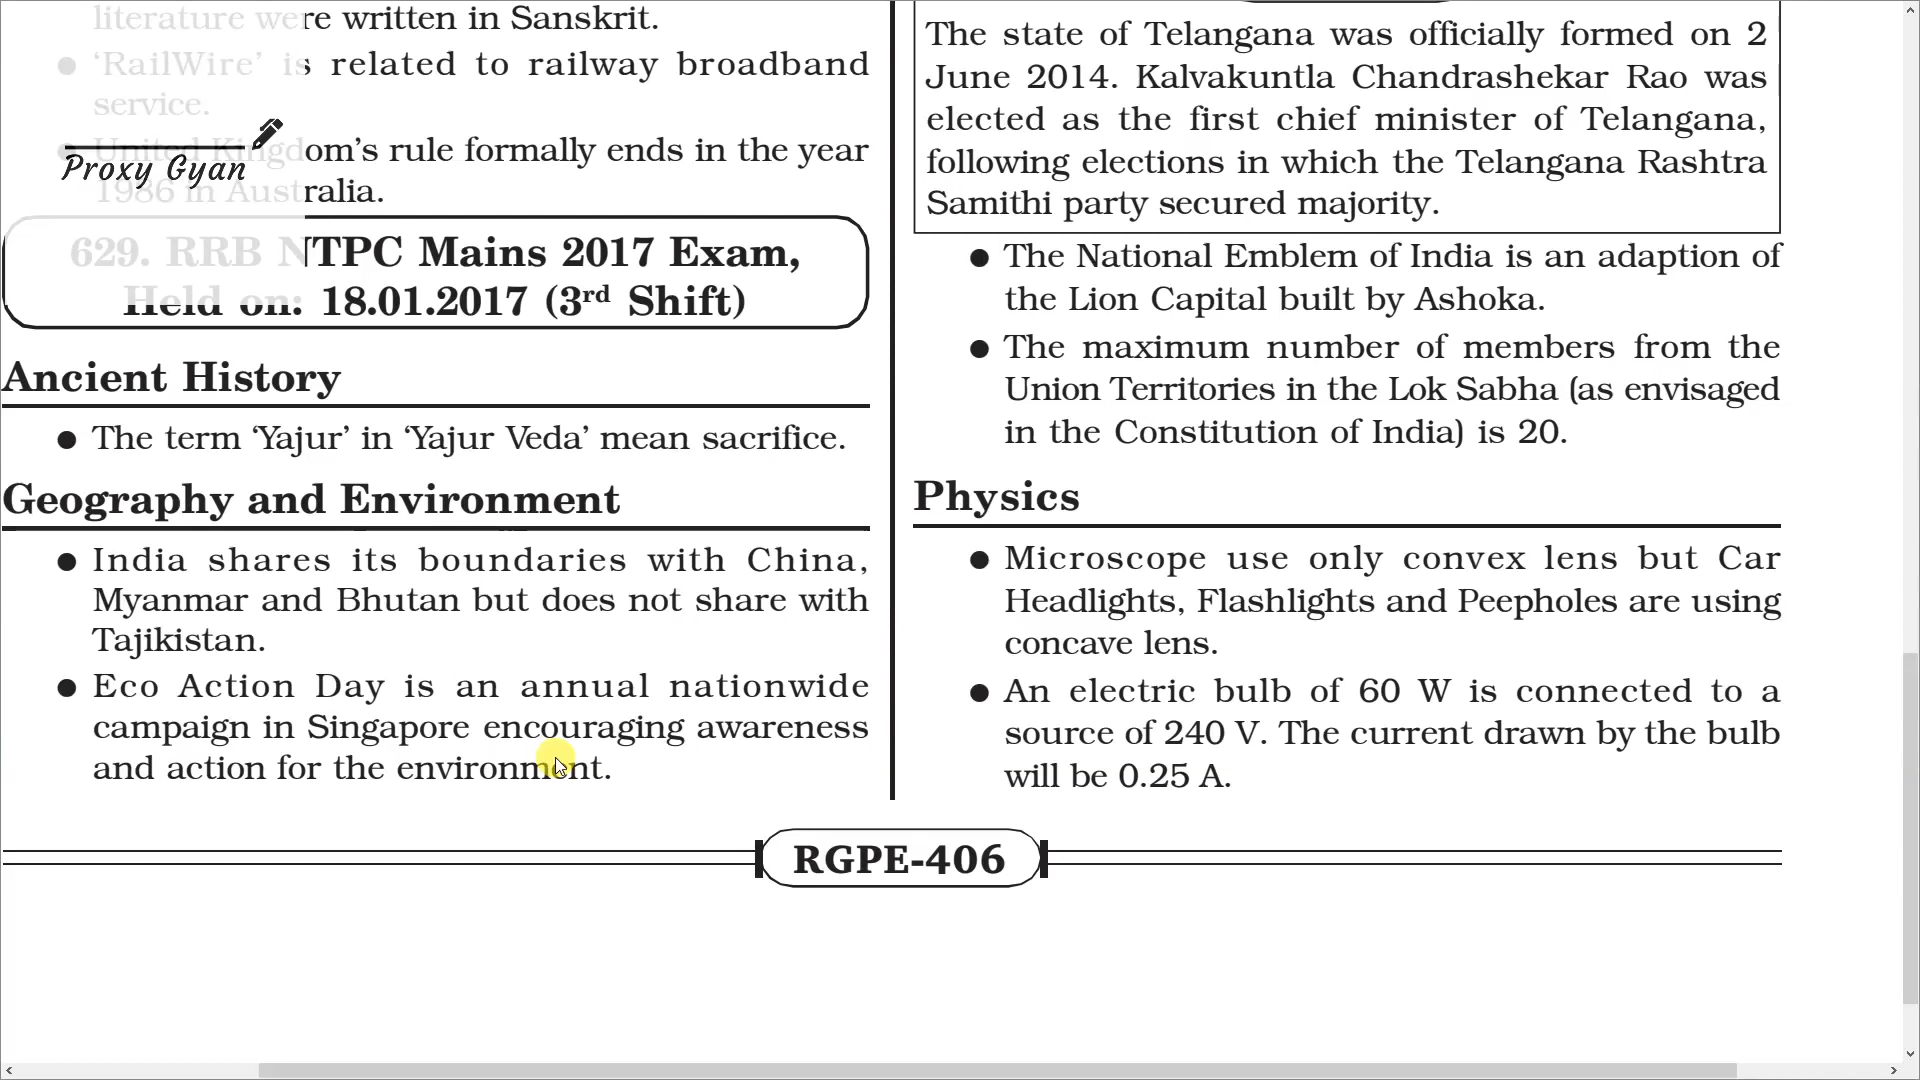 literature were written in Sanskrit.
● ‘RailWire’ is related to railway broadband
service.
● United Kingdom’s rule formally ends in the year
1986 in Australia.
Proxy Gyan
629. RRB NTPC Mains 2017 Exam,
Held on: 18.01.2017 (3rd Shift)
Ancient History
● The term ‘Yajur’ in ‘Yajur Veda’ mean sacrifice.
Geography and Environment
● India shares its boundaries with China,
Myanmar and Bhutan but does not share with
Tajikistan.
● Eco Action Day is an annual nationwide
campaign in Singapore encouraging awareness
and action for the environment.
The state of Telangana was officially formed on 2
June 2014. Kalvakuntla Chandrashekar Rao was
elected as the first chief minister of Telangana,
following elections in which the Telangana Rashtra
Samithi party secured majority.
● The National Emblem of India is an adaption of
the Lion Capital built by Ashoka.
● The maximum number of members from the
Union Territories in the Lok Sabha (as envisaged
in the Constitution of India) is 20.
Physics
● Microscope use only convex lens but Car
Headlights, Flashlights and Peepholes are using
concave lens.
● An electric bulb of 60 W is connected to a
source of 240 V. The current drawn by the bulb
will be 0.25 A.
RGPE-406